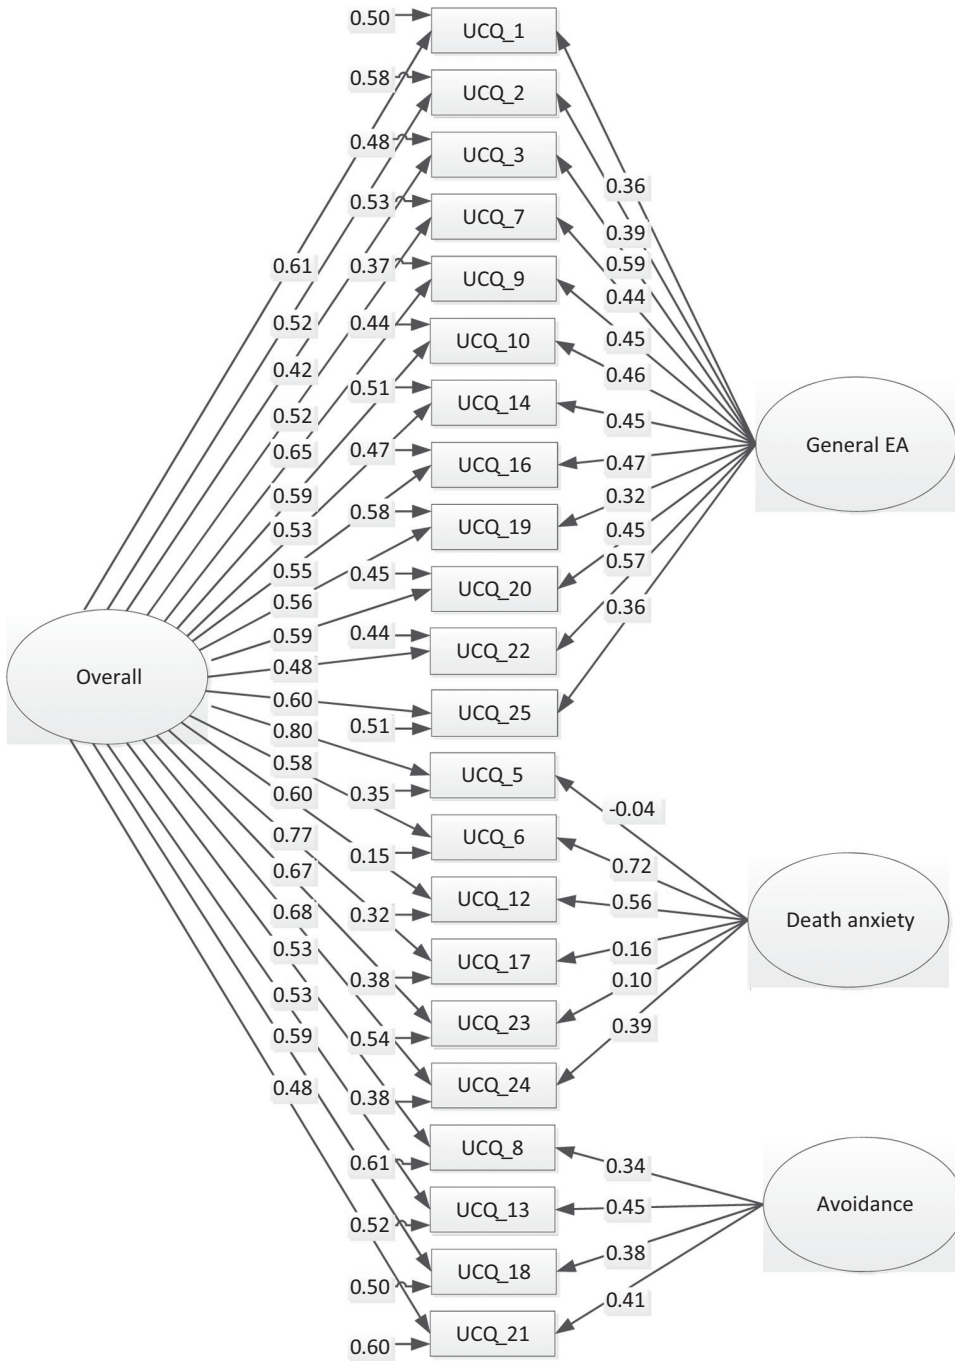 0.50
UCQ_1
0.58
UCQ_2
0.48
UCQ_3
0.36
0.53
UCQ_7
0.39
0.61
0.37
UCQ_9
0.59
0.44
0.52
0.44
UCQ_10
0.45
0.42
0.46
0.51
UCQ_14
0.52
0.45
General EA
0.65
0.47
UCQ_16
0.47
0.59
0.32
0.53
0.58
UCQ_19
0.45
0.55
0.45
UCQ_20
0.57
0.56
0.36
0.59
0.44
UCQ_22
0.48
Overall
0.60
UCQ_25
0.51
0.80
0.58
UCQ_5
0.60
0.35
-0.04
0.77
UCQ_6
0.15
0.72
0.67
UCQ_12
0.56
0.68
0.32
Death anxiety
0.53
UCQ_17
0.16
0.38
0.10
0.53
UCQ_23
0.59
0.54
0.39
0.48
UCQ_24
0.38
UCQ_8
0.61
0.34
UCQ_13
0.45
Avoidance
0.52
0.38
UCQ_18
0.50
0.41
UCQ_21
0.60